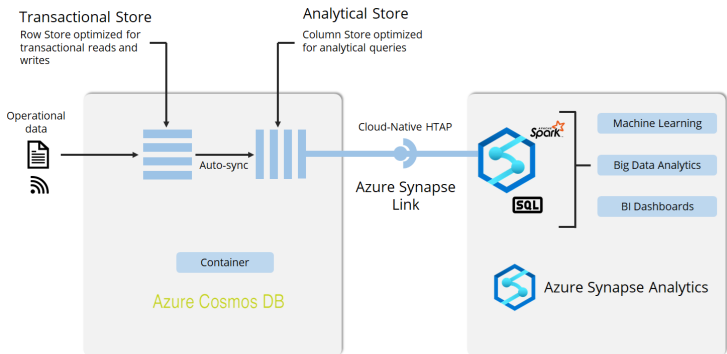 Transactional Store
Row Store optimized for
transactional reads and
writes
Analytical Store
Column Store optimized
for analytical queries
Operational
data
Auto-sync
Container
Azure Cosmos DB
Cloud-Native HTAP
Azure Synapse
Link
APACHE
Spark
SQL
Machine Learning
Big Data Analytics
BI Dashboards
Azure Synapse Analytics